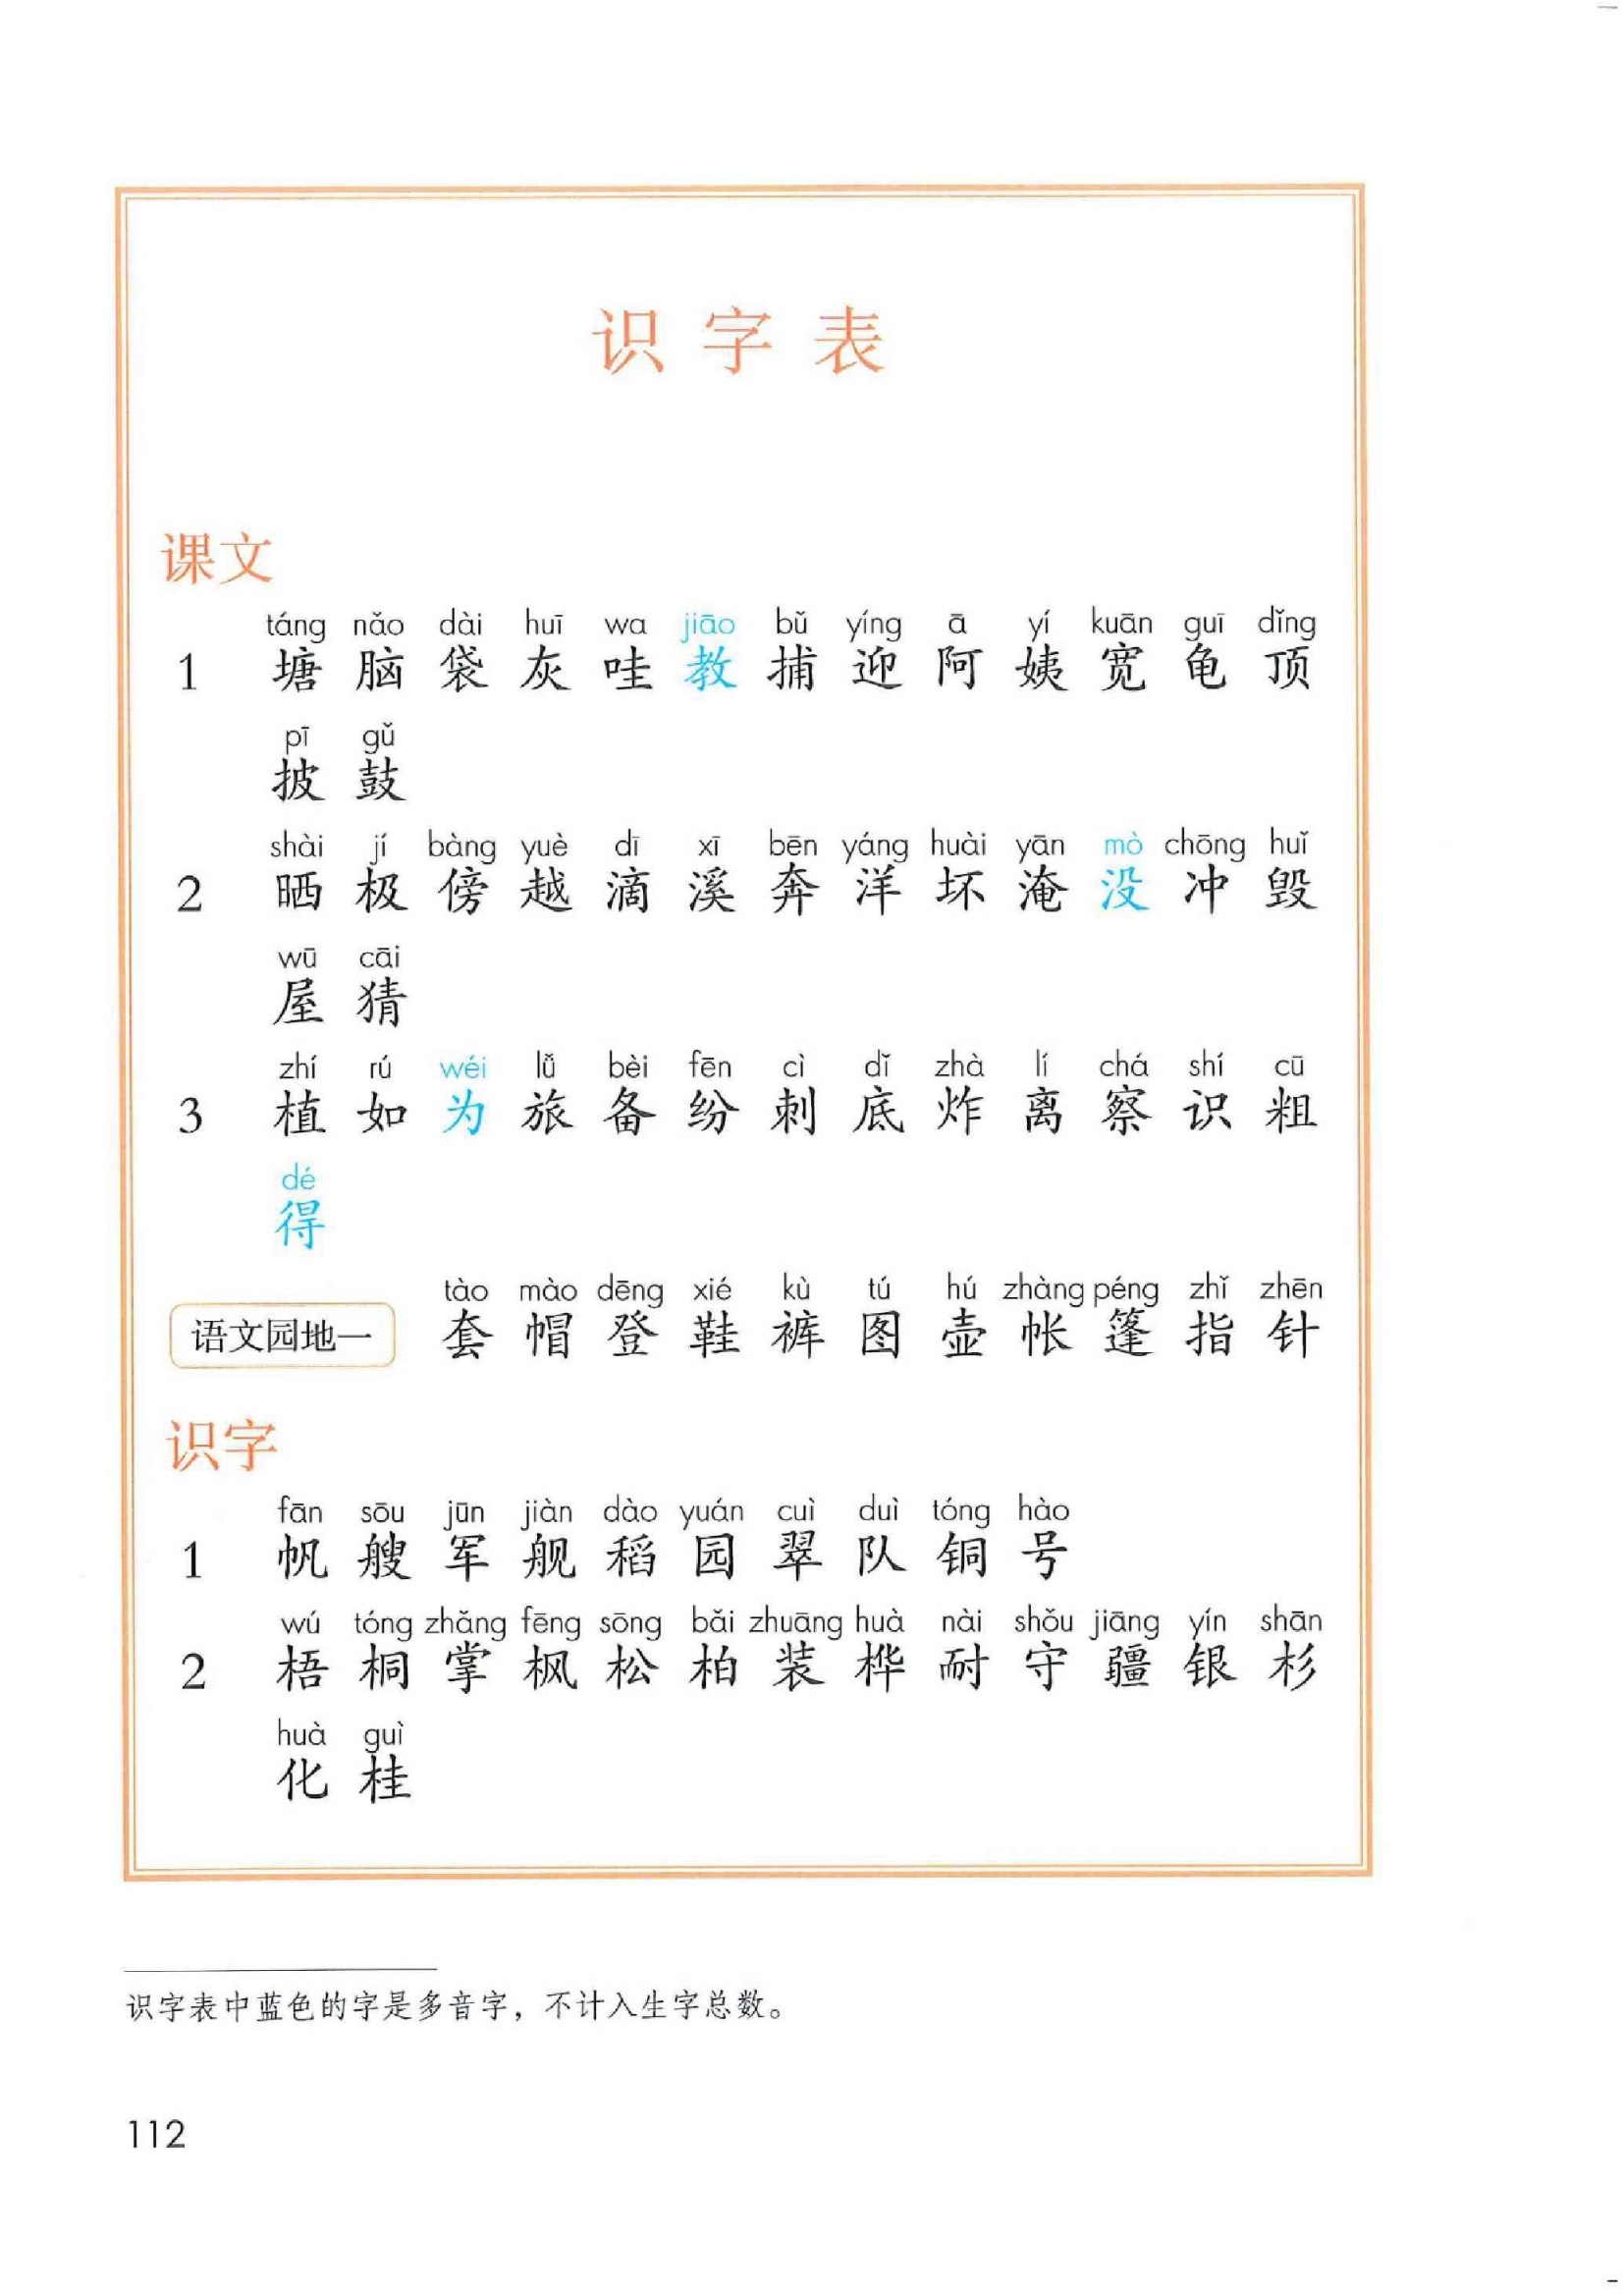 识字表
课文
táng nǎo dài huī wa jiāo bǔ yíng ā yí kuān guī dǐng
1 塘 脑 袋 灰 哇 教 捕 迎 阿 姨 宽 龟 顶
pī gǔ
披 鼓
shài jí bàng yuè dī xī bēn yáng huài yān mò chōng huǐ
2 晒 极 傍 越 滴 溪 奔 洋 坏 淹 没 冲 毁
wū cāi
屋 猜
zhí rú wéi lǚ bèi fēn cì dǐ zhà lí chá shí cū
3 植 如 为 旅 备 纷 刺 底 炸 离 察 识 粗
dé
得
tào mào dēng xié kù tú hú zhàng péng zhǐ zhēn
语文园地一 套 帽 登 鞋 裤 图 壶 帐 篷 指 针
识字
fān sōu jūn jiàn dào yuán cuì duì tóng hào
1 帆 艘 军 舰 稻 园 翠 队 铜 号
wú tóng zhǎng fēng sōng bǎi zhuāng huà nài shǒu jiāng yín shān
2 梧 桐 掌 枫 松 柏 装 桦 耐 守 疆 银 杉
huà guì
化 桂
识字表中蓝色的字是多音字，不计入生字总数。
112